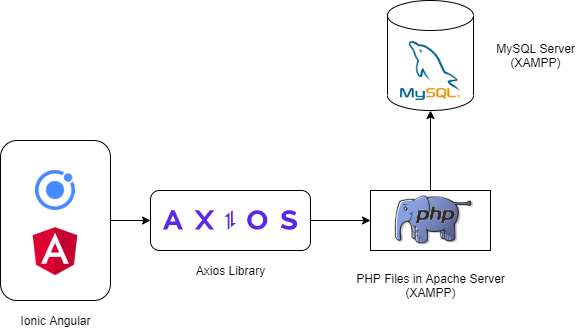 MySQL Server
(XAMPP)
MySQL®
A
AXIOS
php
Axios Library
PHP Files in Apache Server
(XAMPP)
Ionic Angular